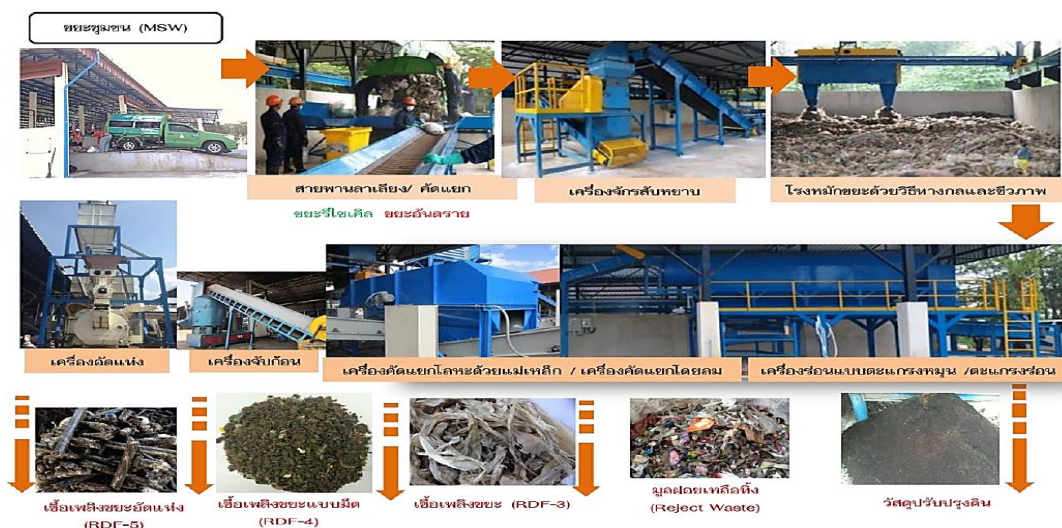 ขยะชุมชน (MSW)
สายพานลาเลียง/ คัดแยก
ขยะรีไซเคิล ขยะอันตราย
เครื่องจักรสับหยาบ
โรงหมักขยะด้วยวิธีทางกลและชีวภาพ
เครื่องอัดแห่ง
เครื่องจับก้อน
เครื่องคัดแยกโลหะด้วยแม่เหล็ก / เครื่องคัดแยกโดยลม
เครื่องร่อนแบบตะแกรงหมุน /ตะแกรงร่อน
เชื้อเพลิงขยะอัดแห่ง
(RDF-5)
เชื้อเพลิงขยะแบบมืด
(RDF-4)
เชื้อเพลิงขยะ (RDF-3)
มูลฝอยเหลือทิ้ง
(Reject Waste)
วัสดุปรับปรุงดิน